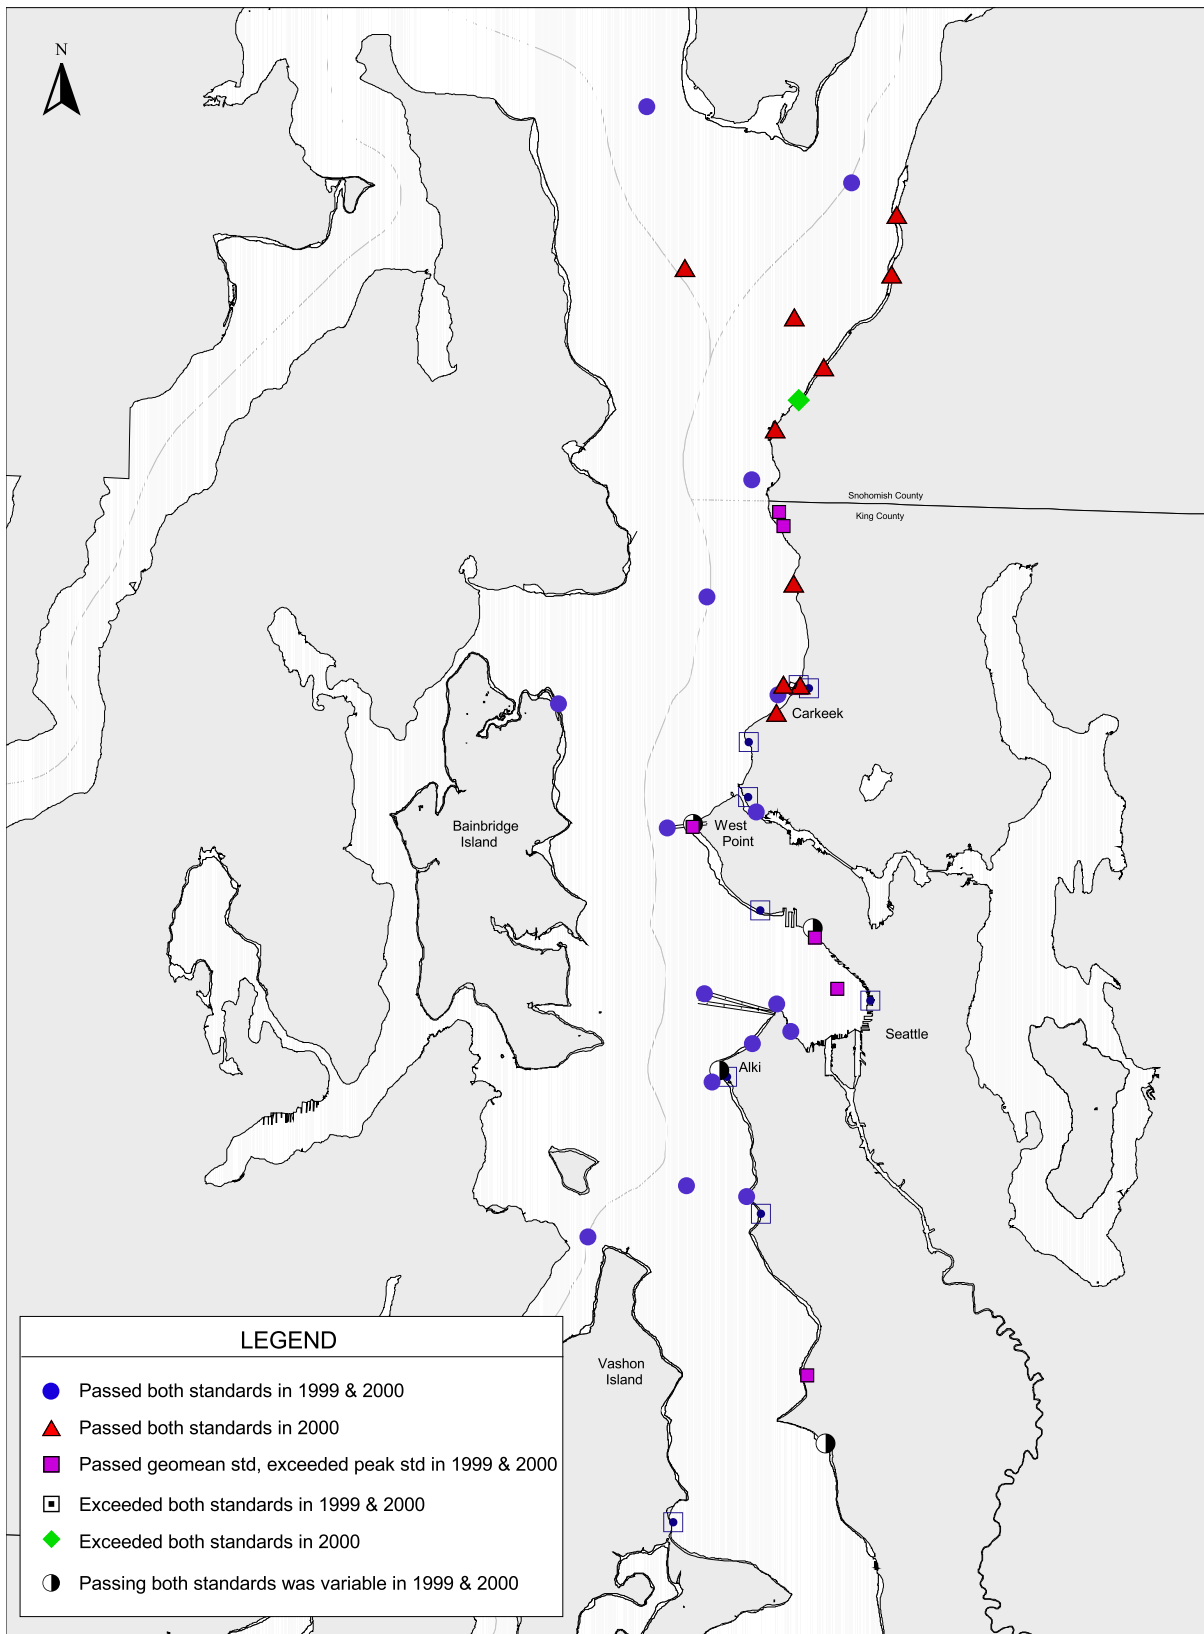 N
Snohomish County
King County
Carkeek
West
Point
Bainbridge
Island
Seattle
Alki
Vashon
Island
LEGEND
Passed both standards in 1999 & 2000
Passed both standards in 2000
Passed geomean std, exceeded peak std in 1999 & 2000
Exceeded both standards in 1999 & 2000
Exceeded both standards in 2000
Passing both standards was variable in 1999 & 2000